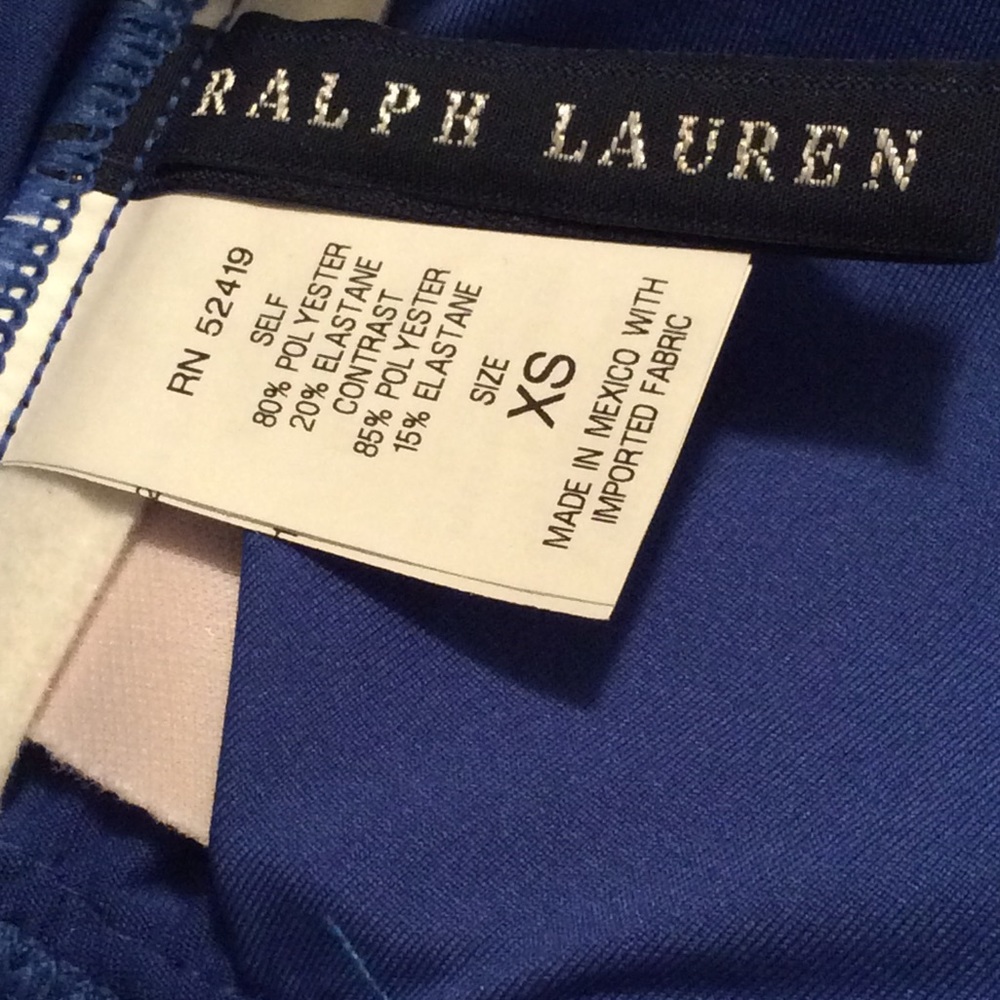 RALPH LAUREN
RN 52419
SELF
80% POLYESTER
20% ELASTANE
CONTRAST
85% POLYESTER
15% ELASTANE
SIZE
XS
MADE IN MEXICO WITH
IMPORTED FABRIC